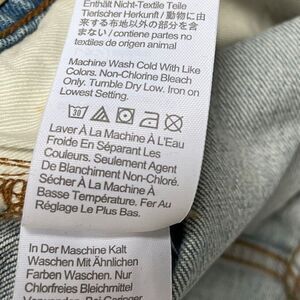 Enthält Nicht-Textile Teile
Tierischer Herkunft / 動物に由
来する布地以外の部分を含
まない / contiene partes no
textiles de origen animal
Machine Wash Cold With Like
Colors. Non-Chlorine Bleach
Only. Tumble Dry Low. Iron on
Lowest Setting.
30
Laver À La Machine À L'Eau
Froide En Séparant Les
Couleurs. Seulement Agent
De Blanchiment Non-Chloré.
Sécher À La Machine À
Basse Température. Fer Au
Réglage Le Plus Bas.
In Der Maschine Kalt
Waschen Mit Ähnlichen
Farben Waschen. Nur
Chlorfreies Bleichmittel
Verwenden. Bei Geringer